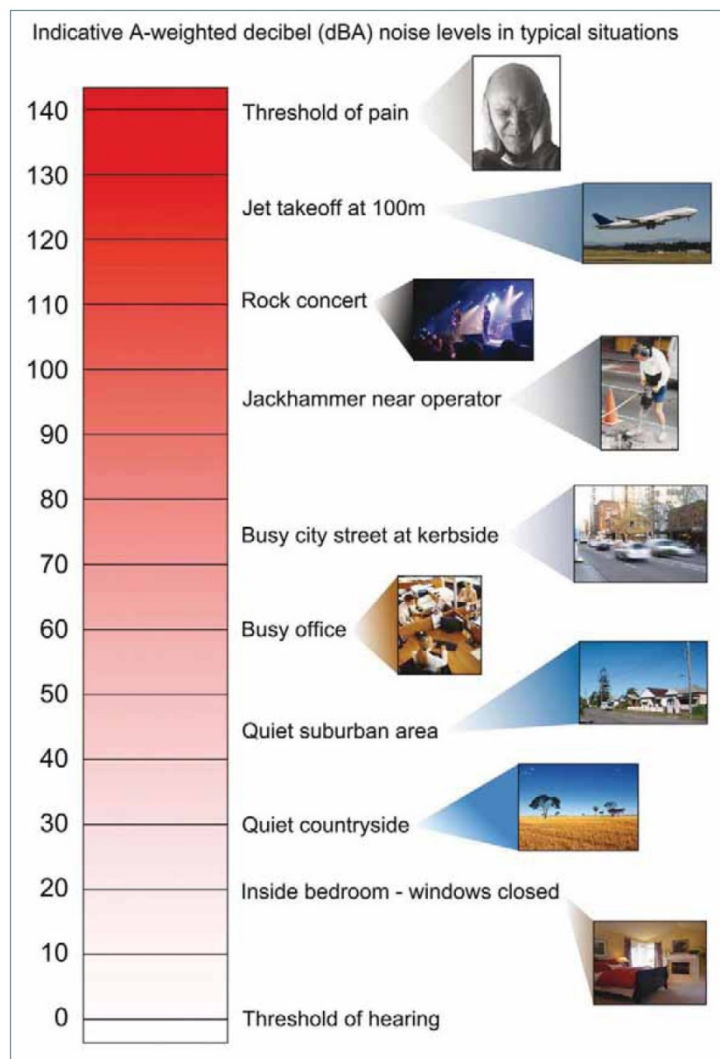 Indicative A-weighted decibel (dBA) noise levels in typical situations
140
Threshold of pain
130
Jet takeoff at 100m
120
110
Rock concert
100
Jackhammer near operator
90
80
Busy city street at kerbside
70
60
Busy office
50
Quiet suburban area
40
30
Quiet countryside
20
Inside bedroom - windows closed
10
0
Threshold of hearing